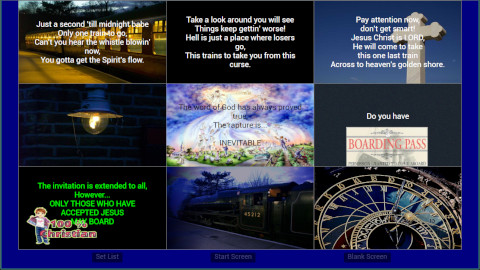 Just a second 'till midnight babe
Only one train to go,
Can't you hear the whistle blowin'
now,
You gotta get the Spirit's flow.
Take a look around you will see
Things keep gettin' worse!
Hell is just a place where losers
go,
This trains to take you from this
curse.
Pay attention now,
don't get smart!
Jesus Christ is LORD,
He will come to take
this one last train
Across to heaven's golden shore.
The word of God has always proved
true
The rapture is...
INEVITABLE
Do you have
BOARDING PASS
The invitation is extended to all,
However...
ONLY THOSE WHO HAVE
ACCEPTED JESUS
MAY BOARD
100%
Christian
45212
Set List
Start Screen
Blank Screen